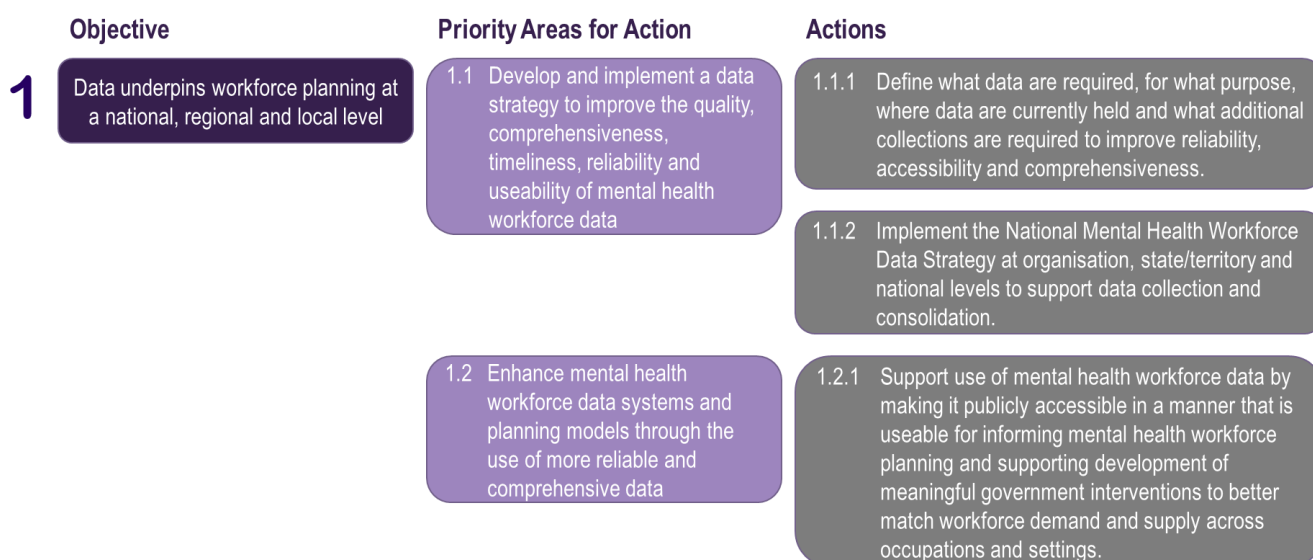 Objective
Priority Areas for Action
Actions
1
Data underpins workforce planning at
a national, regional and local level
1.1 Develop and implement a data
strategy to improve the quality,
comprehensiveness,
timeliness, reliability and
useability of mental health
workforce data
1.1.1 Define what data are required, for what purpose,
where data are currently held and what additional
collections are required to improve reliability,
accessibility and comprehensiveness.
1.1.2 Implement the National Mental Health Workforce
Data Strategy at organisation, state/territory and
national levels to support data collection and
consolidation.
1.2 Enhance mental health
workforce data systems and
planning models through the
use of more reliable and
comprehensive data
1.2.1 Support use of mental health workforce data by
making it publicly accessible in a manner that is
useable for informing mental health workforce
planning and supporting development of
meaningful government interventions to better
match workforce demand and supply across
occupations and settings.